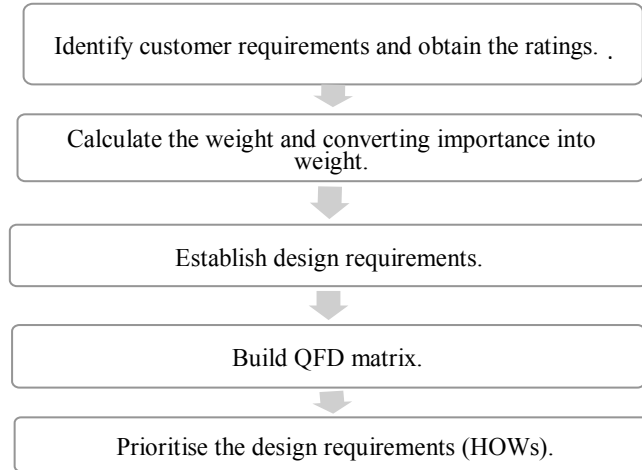 Identify customer requirements and obtain the ratings. .
Calculate the weight and converting importance into
weight.
Establish design requirements.
Build QFD matrix.
Prioritise the design requirements (HOWs).